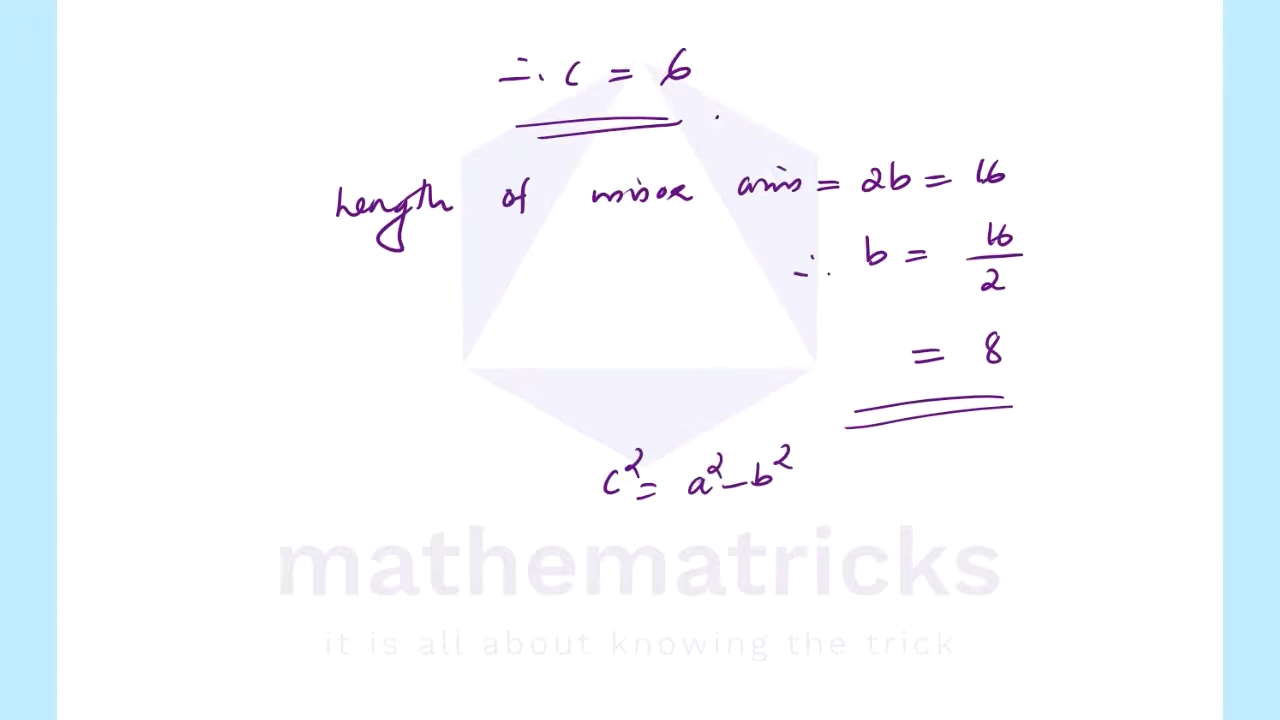 ∴ c = 6
Length of minor axis = 2b = 16
∴ b = 16/2
= 8
c² = a² - b²
mathematricks
it is all about knowing the trick